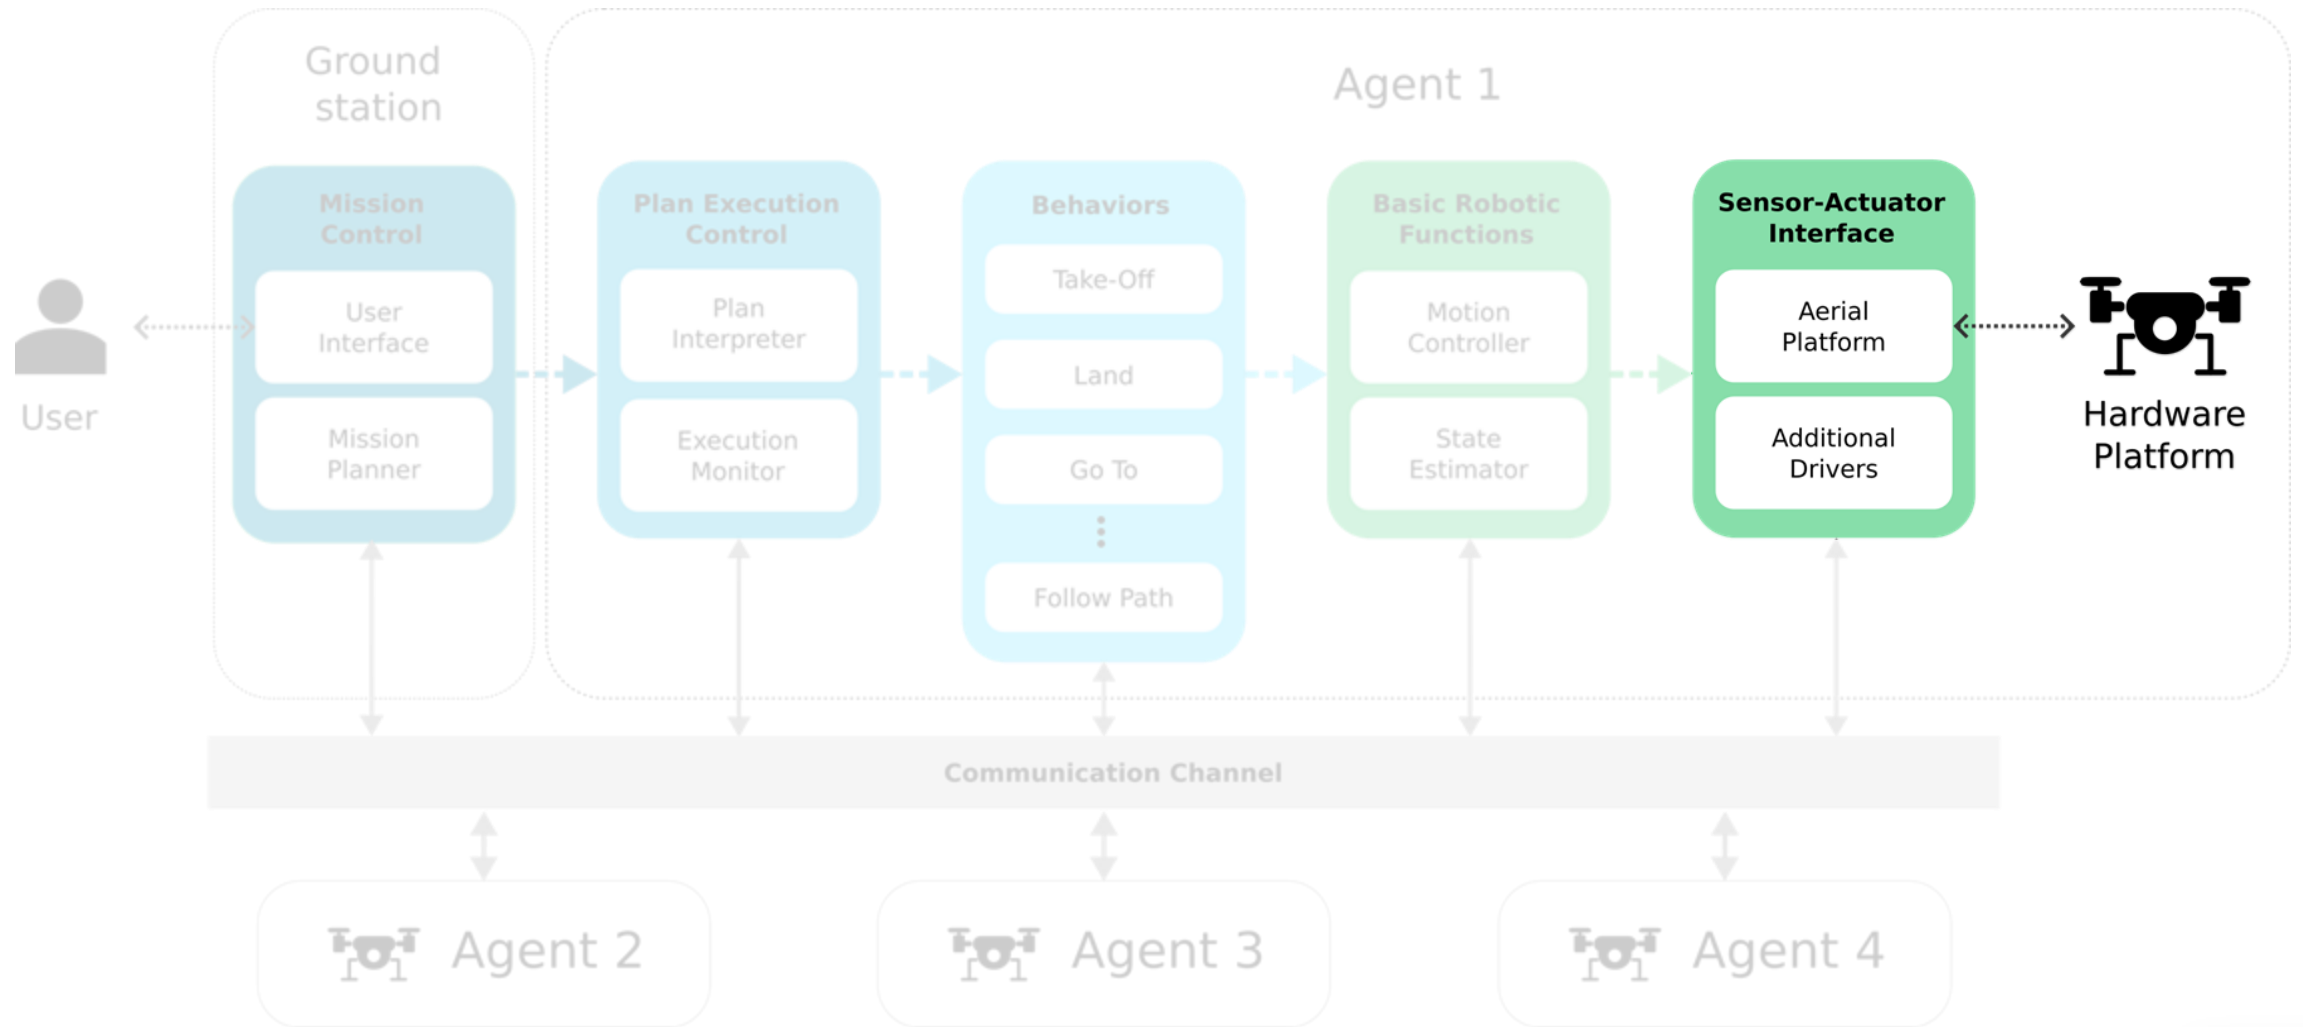 Ground
station
Agent 1
Mission
Control
User
Interface
Mission
Planner
Plan Execution
Control
Plan
Interpreter
Execution
Monitor
Behaviors
Take-Off
Land
Go To
Follow Path
Basic Robotic
Functions
Motion
Controller
State
Estimator
Sensor-Actuator
Interface
Aerial
Platform
Additional
Drivers
User
Hardware
Platform
Communication Channel
Agent 2
Agent 3
Agent 4